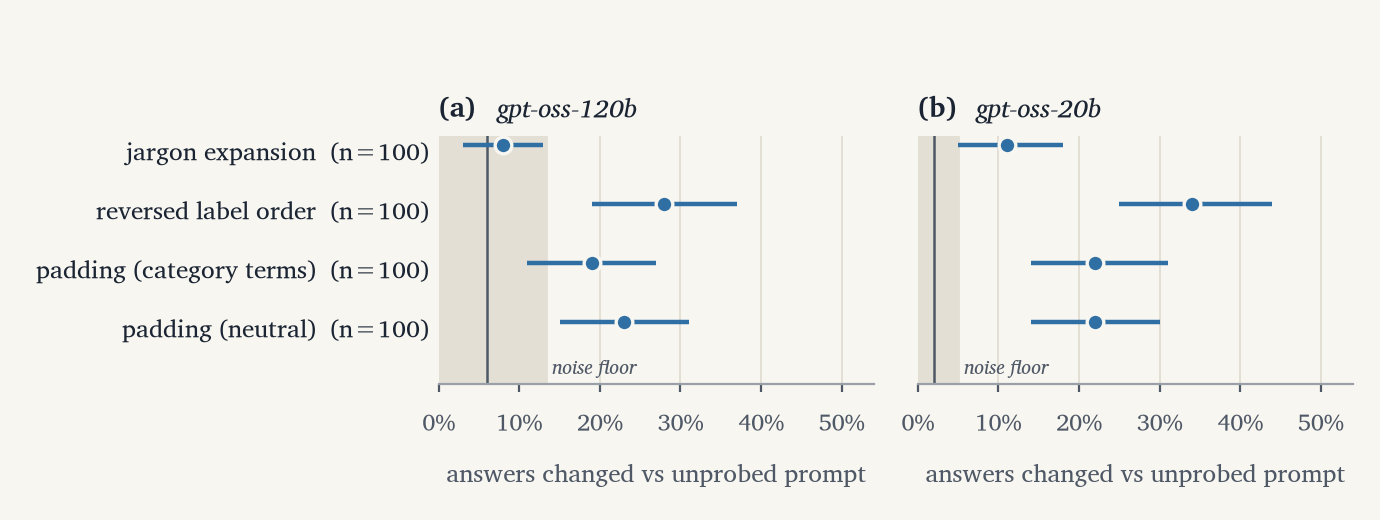 (a) gpt-oss-120b
(b) gpt-oss-20b
jargon expansion (n=100)
reversed label order (n=100)
padding (category terms) (n=100)
padding (neutral) (n=100)
noise floor
noise floor
0% 10% 20% 30% 40% 50%
0% 10% 20% 30% 40% 50%
answers changed vs unprobed prompt
answers changed vs unprobed prompt